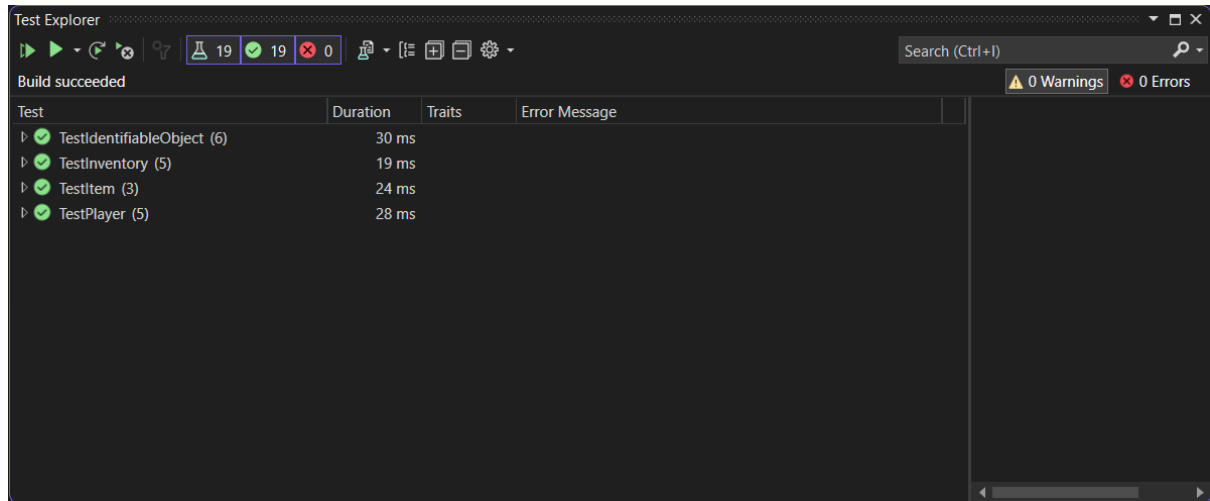 Test Explorer
19 19 0 Search (Ctrl+I)
Build succeeded 0 Warnings 0 Errors
Test Duration Traits Error Message
TestIdentifiableObject (6) 30 ms
TestInventory (5) 19 ms
TestItem (3) 24 ms
TestPlayer (5) 28 ms